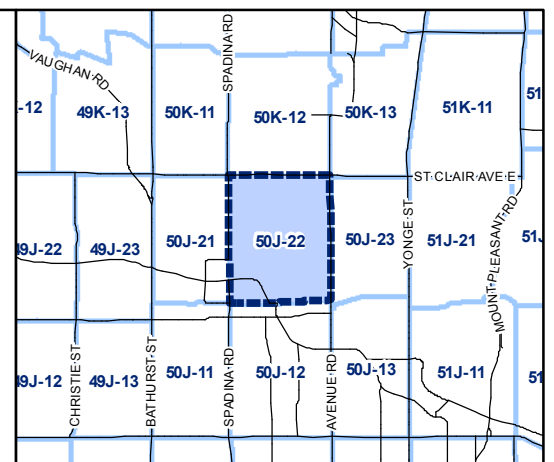 SPADINA RD
VAUGHAN RD
-12
49K-13
50K-11
50K-12
50K-13
51K-11
51
ST CLAIR AVE E
49J-22
49J-23
50J-21
50J-22
50J-23
YONGE ST
51J-21
MOUNT PLEASANT RD
51J
49J-12
CHRISTIE ST
49J-13
BATHURST ST
50J-11
SPADINA RD
50J-12
AVENUE RD
50J-13
51J-11
51